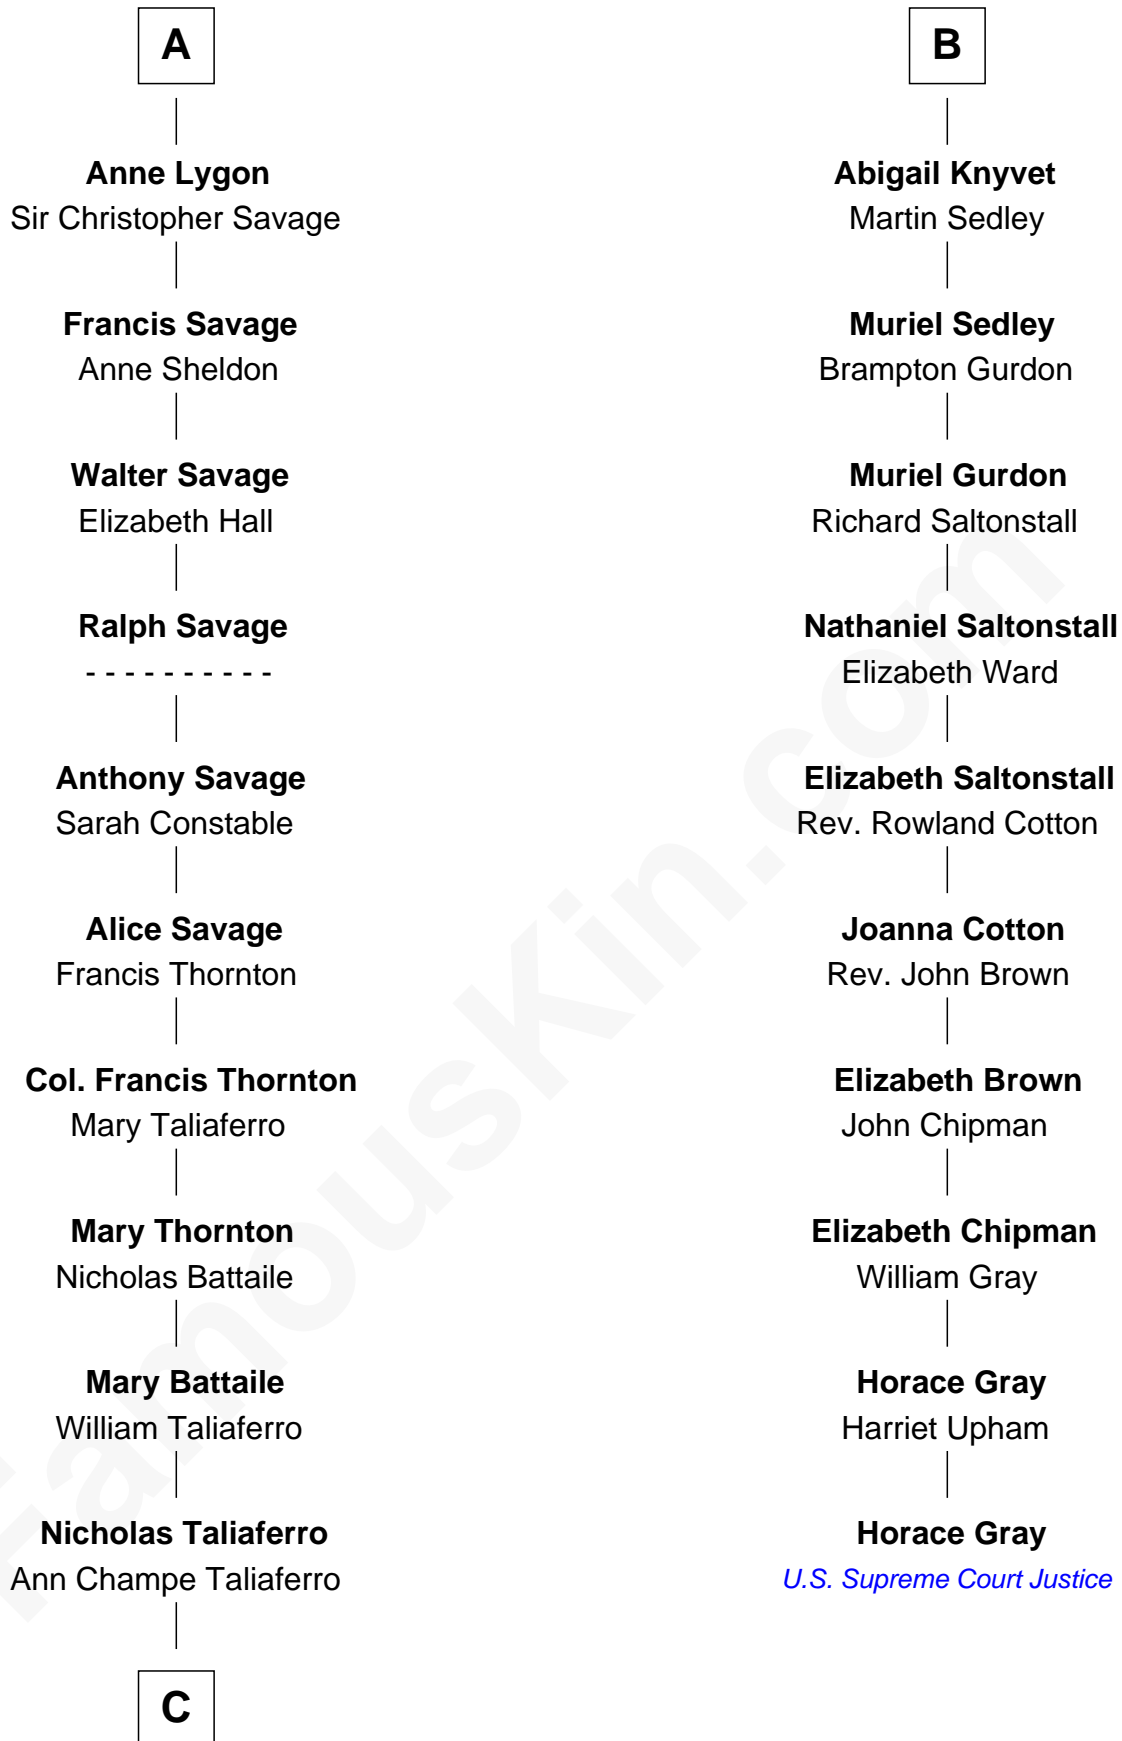 A
Anne Lygon
Sir Christopher Savage
Francis Savage
Anne Sheldon
Walter Savage
Elizabeth Hall
Ralph Savage
- - - - - - - - - -
Anthony Savage
Sarah Constable
Alice Savage
Francis Thornton
Col. Francis Thornton
Mary Taliaferro
Mary Thornton
Nicholas Battaile
Mary Battaile
William Taliaferro
Nicholas Taliaferro
Ann Champe Taliaferro
C
B
Abigail Knyvet
Martin Sedley
Muriel Sedley
Brampton Gurdon
Muriel Gurdon
Richard Saltonstall
Nathaniel Saltonstall
Elizabeth Ward
Elizabeth Saltonstall
Rev. Rowland Cotton
Joanna Cotton
Rev. John Brown
Elizabeth Brown
John Chipman
Elizabeth Chipman
William Gray
Horace Gray
Harriet Upham
Horace Gray
U.S. Supreme Court Justice
FamousKin.com